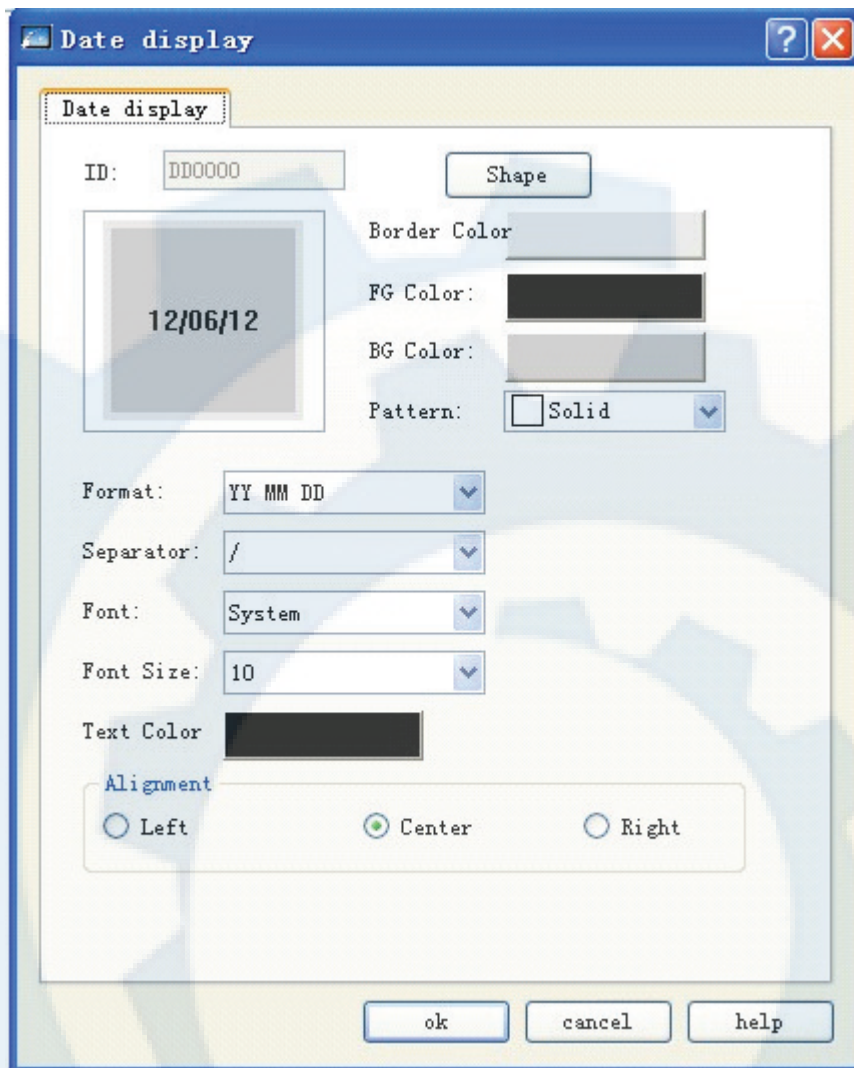 Date display
Date display
ID: DD0000 Shape
Border Color
12/06/12
FG Color:
BG Color:
Pattern: Solid
Format: YY MM DD
Separator: /
Font: System
Font Size: 10
Text Color
Alignment
Left Center Right
ok cancel help